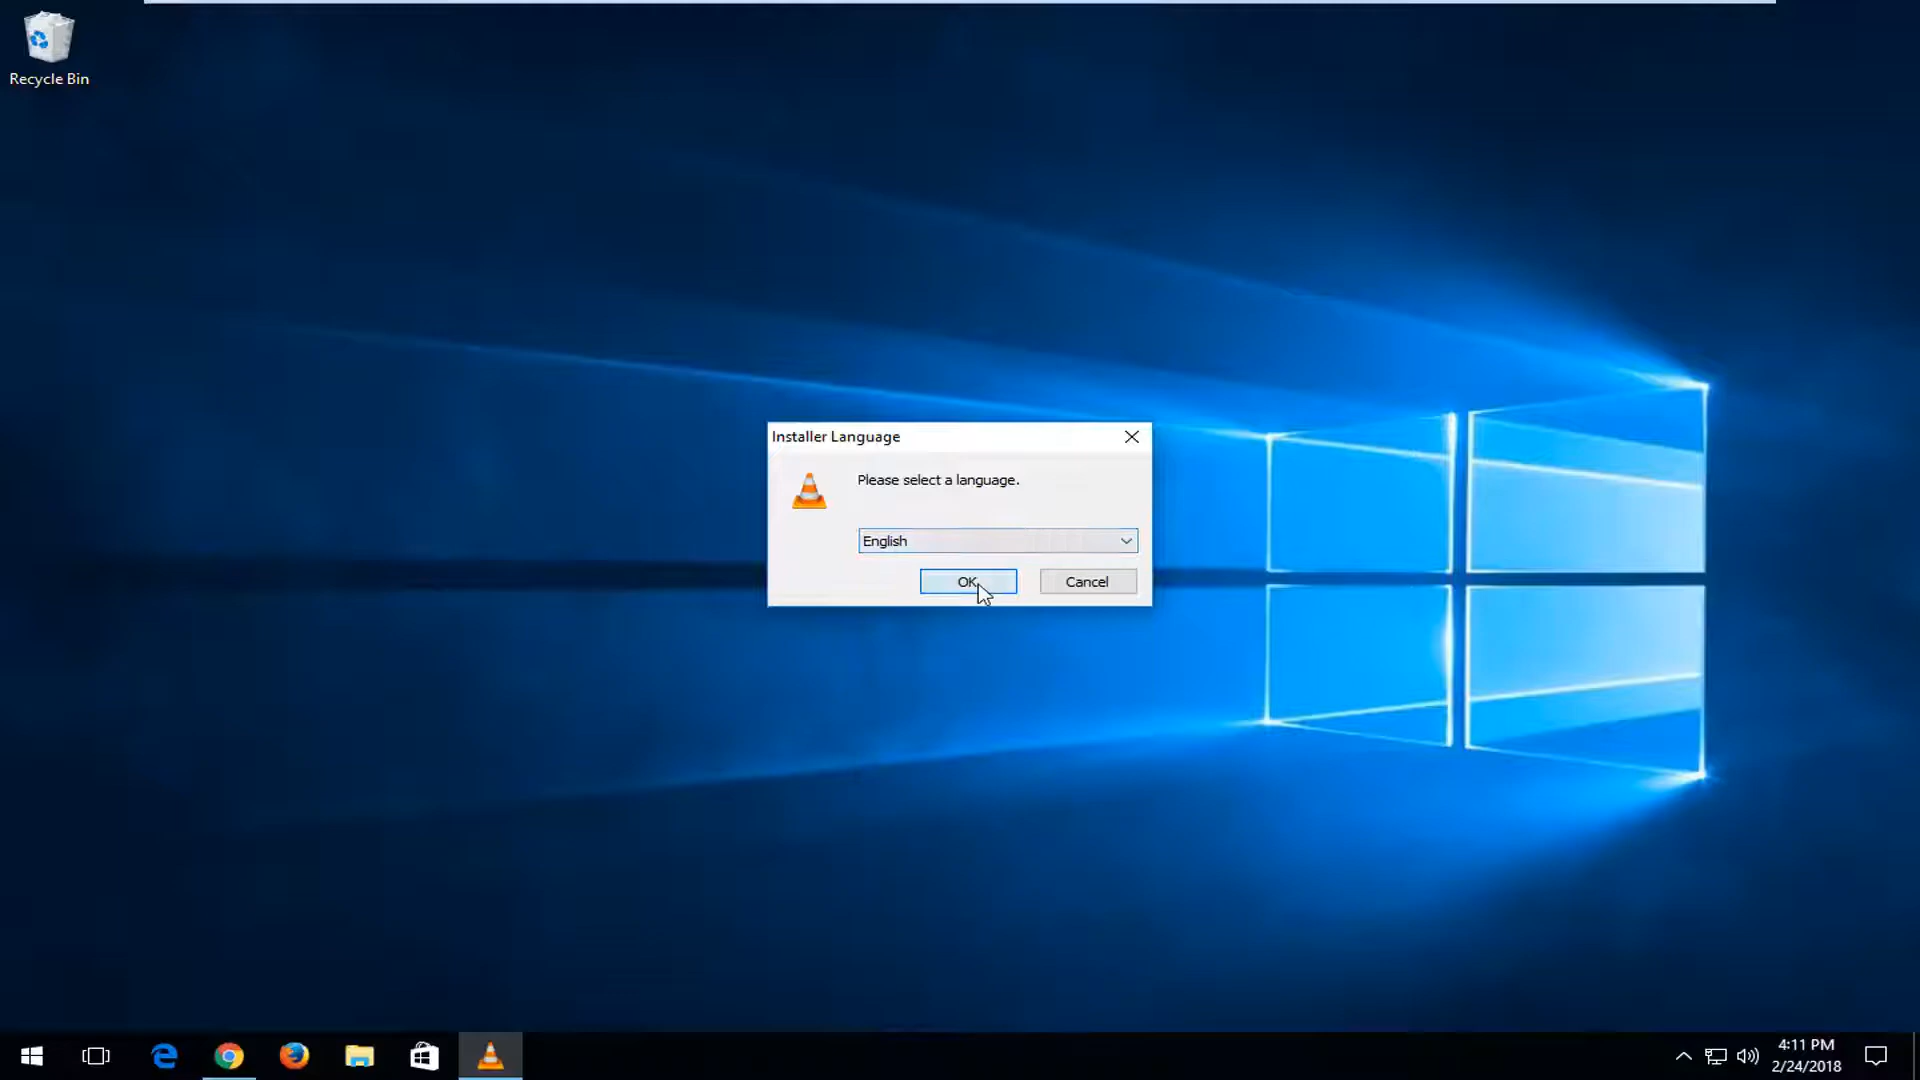 Recycle Bin
Installer Language
Please select a language.
English
OK
Cancel
4:11 PM
2/24/2018